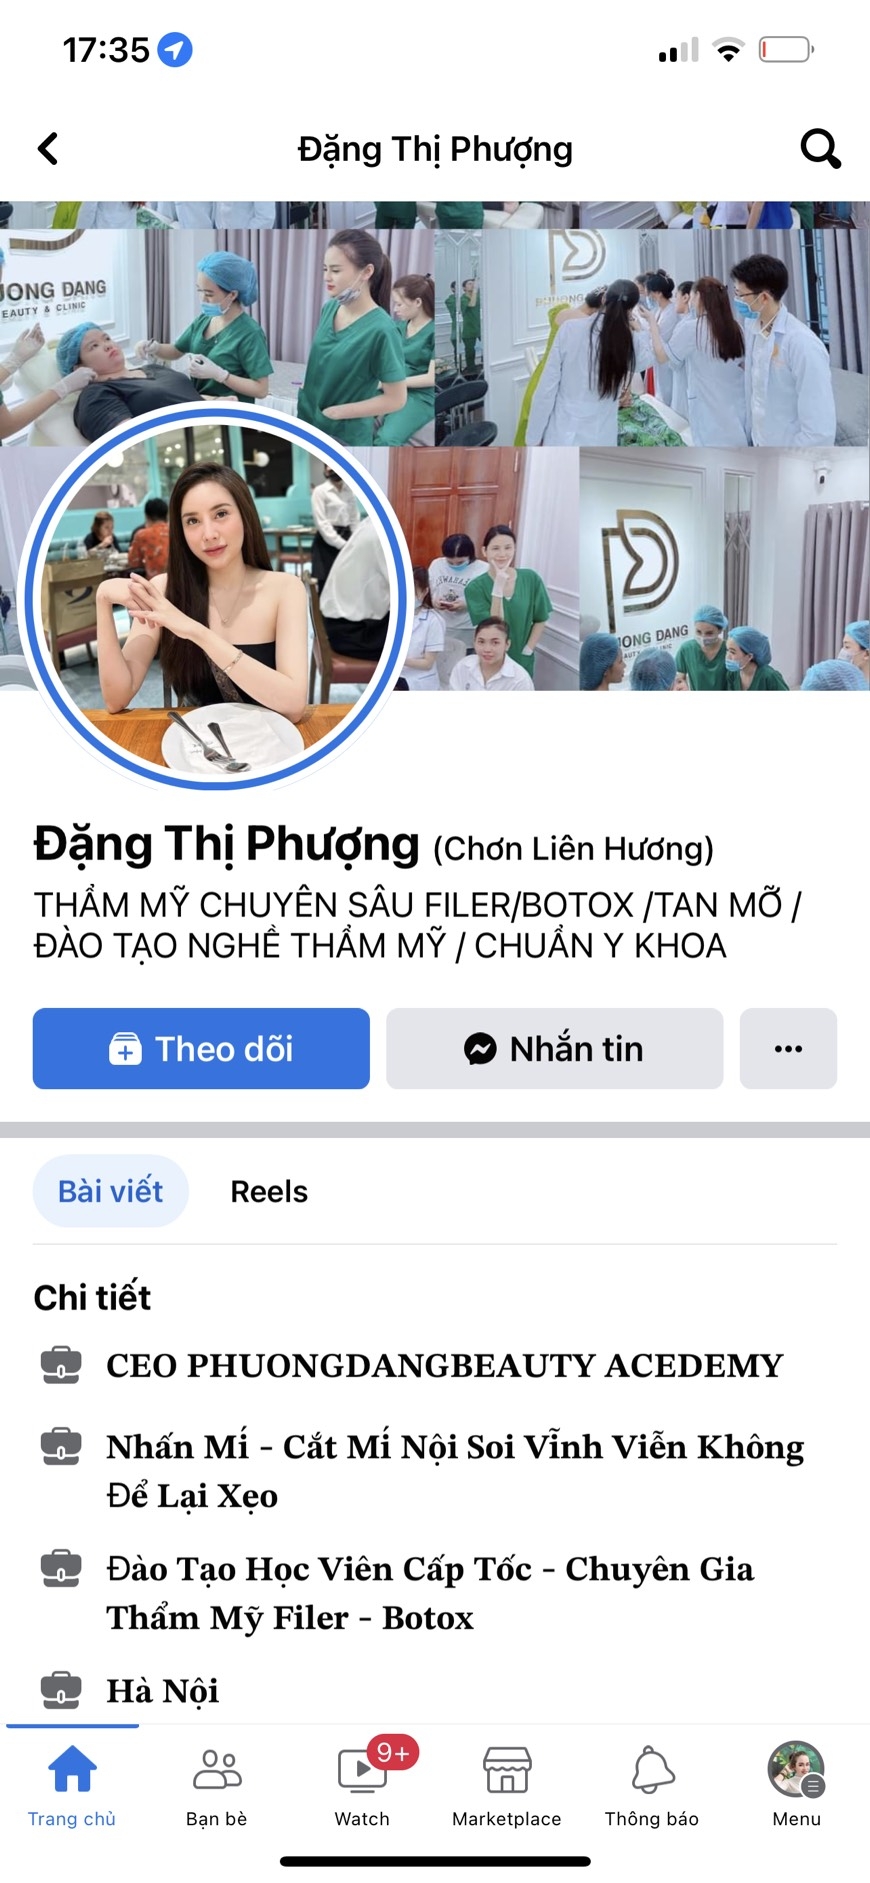 17:35
Đặng Thị Phượng
UONG DANG
EAUTY & CLINIC
PHUONG
UONG DANG
Đặng Thị Phượng (Chơn Liên Hương)
THẨM MỸ CHUYÊN SÂU FILER/BOTOX /TAN MỠ /
ĐÀO TẠO NGHỀ THẨM MỸ / CHUẨN Y KHOA
Theo dõi
Nhắn tin
Bài viết
Reels
Chi tiết
CEO PHUONGDANGBEAUTY ACEDEMY
Nhấn Mí - Cắt Mí Nội Soi Vĩnh Viễn Không
Để Lại Xẹo
Đào Tạo Học Viên Cấp Tốc - Chuyên Gia
Thẩm Mỹ Filer - Botox
Hà Nội
9+
Trang chủ
Bạn bè
Watch
Marketplace
Thông báo
Menu